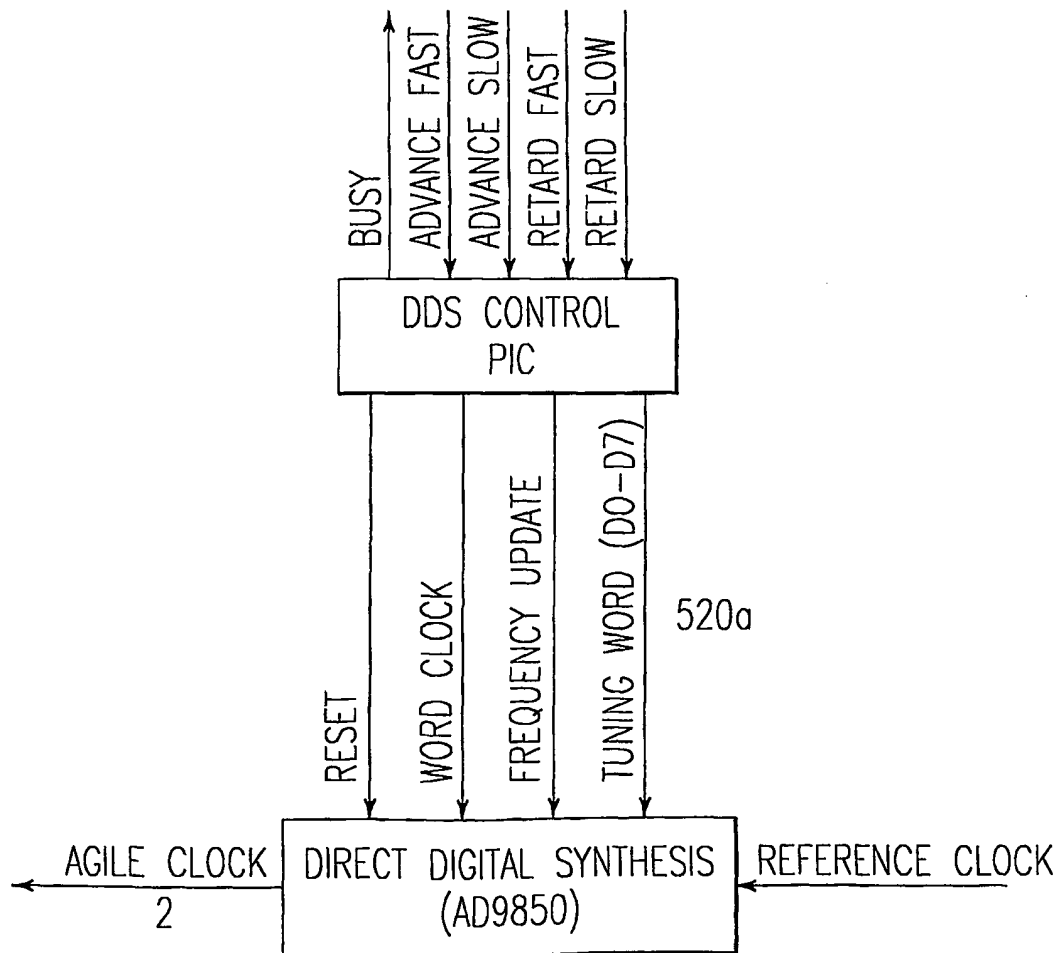 BUSY
ADVANCE FAST
ADVANCE SLOW
RETARD FAST
RETARD SLOW
DDS CONTROL
PIC
RESET
WORD CLOCK
FREQUENCY UPDATE
TUNING WORD (D0-D7)
520a
AGILE CLOCK
2
DIRECT DIGITAL SYNTHESIS
(AD9850)
REFERENCE CLOCK